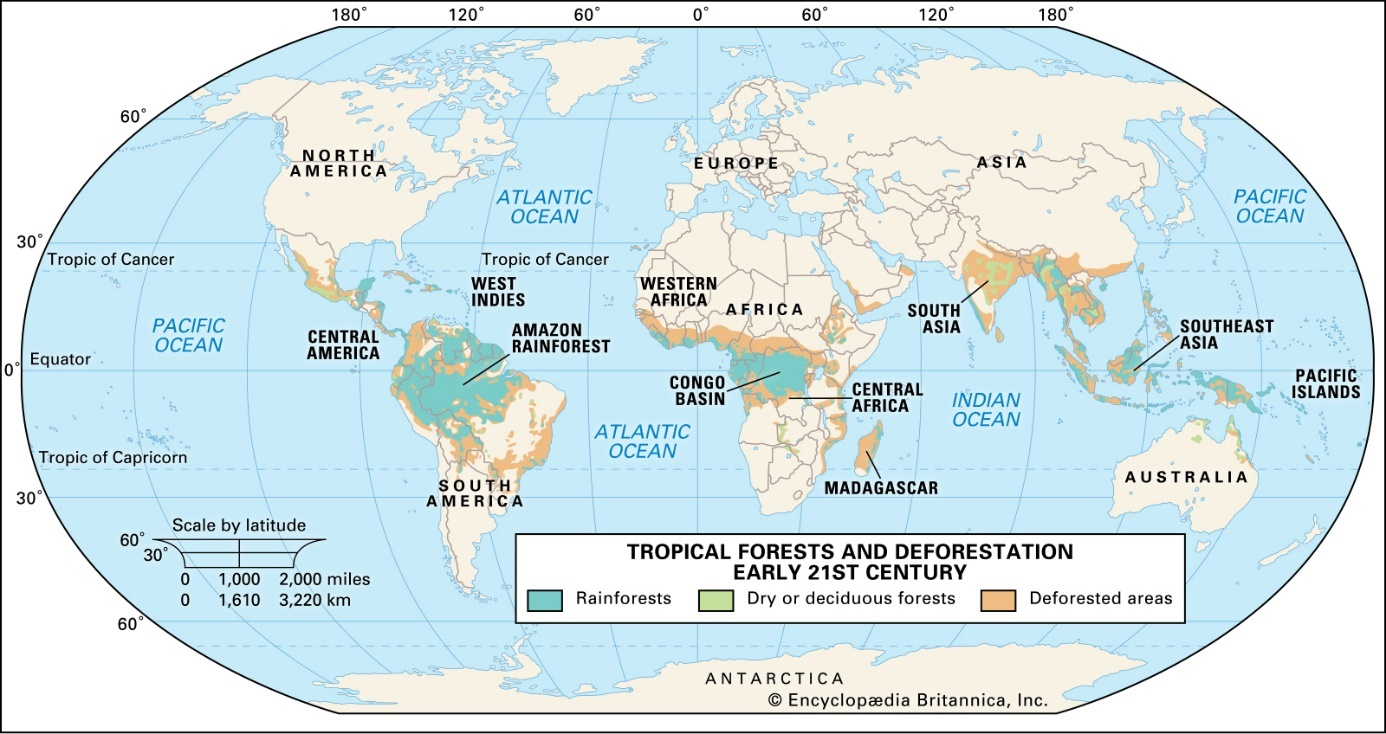 180° 120° 60° 0° 60° 120° 180°
60°
NORTH
AMERICA
EUROPE
ASIA
ATLANTIC
OCEAN
PACIFIC
OCEAN
30°
Tropic of Cancer
Tropic of Cancer
WEST
INDIES
WESTERN
AFRICA
AFRICA
SOUTH
ASIA
PACIFIC
OCEAN
CENTRAL
AMERICA
AMAZON
RAINFOREST
SOUTHEAST
ASIA
Equator
0°
CONGO
BASIN
CENTRAL
AFRICA
INDIAN
OCEAN
PACIFIC
ISLANDS
ATLANTIC
OCEAN
Tropic of Capricorn
SOUTH
AMERICA
MADAGASCAR
AUSTRALIA
30°
Scale by latitude
60°
30°
0 1,000 2,000 miles
0 1,610 3,220 km
TROPICAL FORESTS AND DEFORESTATION
EARLY 21ST CENTURY
Rainforests Dry or deciduous forests Deforested areas
60°
ANTARCTICA
© Encyclopædia Britannica, Inc.